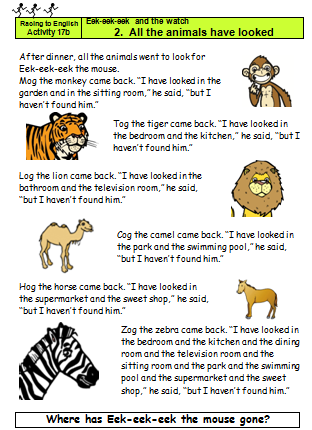 Racing to English
Activity 17b
Eek-eek-eek and the watch
2. All the animals have looked
After dinner, all the animals went to look for
Eek-eek-eek the mouse.
Mog the monkey came back. "I have looked in the
garden and in the sitting room," he said, "but I
haven't found him."
Tog the tiger came back. "I have looked in
the bedroom and the kitchen," he said, "but I
haven't found him."
Log the lion came back. "I have looked in the
bathroom and the television room," he said,
"but I haven't found him."
Cog the camel came back. "I have looked in
the park and the swimming pool," he said,
"but I haven't found him."
Hog the horse came back. "I have looked in
the supermarket and the sweet shop," he said,
"but I haven't found him."
Zog the zebra came back. "I have looked in
the bedroom and the kitchen and the dining
room and the television room and the
sitting room and the park and the swimming
pool and the supermarket and the sweet
shop," he said, "but I haven't found him."
Where has Eek-eek-eek the mouse gone?